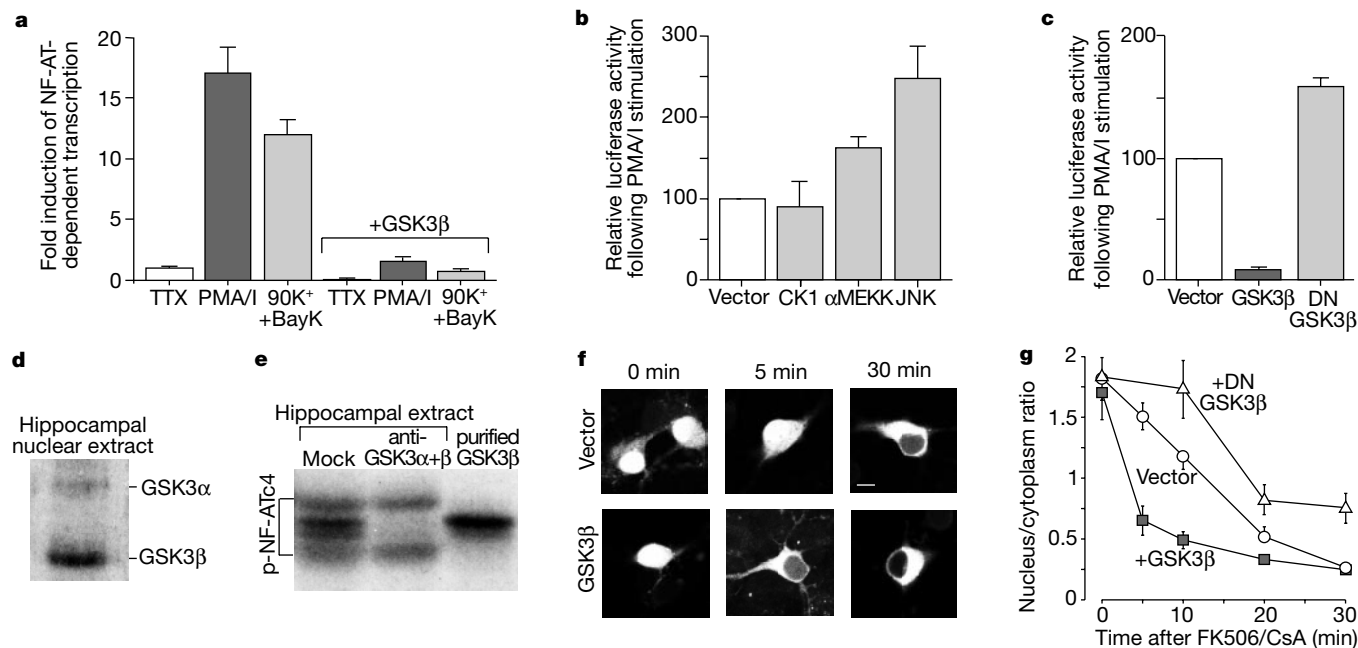 a
Fold induction of NF-AT-
dependent transcription
20
15
10
5
0
+GSK3β
TTX PMA/I 90K⁺ TTX PMA/I 90K⁺
+BayK +BayK
b
Relative luciferase activity
following PMA/I stimulation
300
200
100
0
Vector CK1 αMEKK JNK
c
Relative luciferase activity
following PMA/I stimulation
200
100
0
Vector GSK3β DN
GSK3β
d
Hippocampal
nuclear extract
GSK3α
GSK3β
e
Hippocampal extract
anti- purified
Mock GSK3α+β GSK3β
p-NF-ATc4
f
0 min 5 min 30 min
Vector
GSK3β
g
Nucleus/cytoplasm ratio
2
1.5
1
0.5
0
+DN
GSK3β
Vector
+GSK3β
0 10 20 30
Time after FK506/CsA (min)